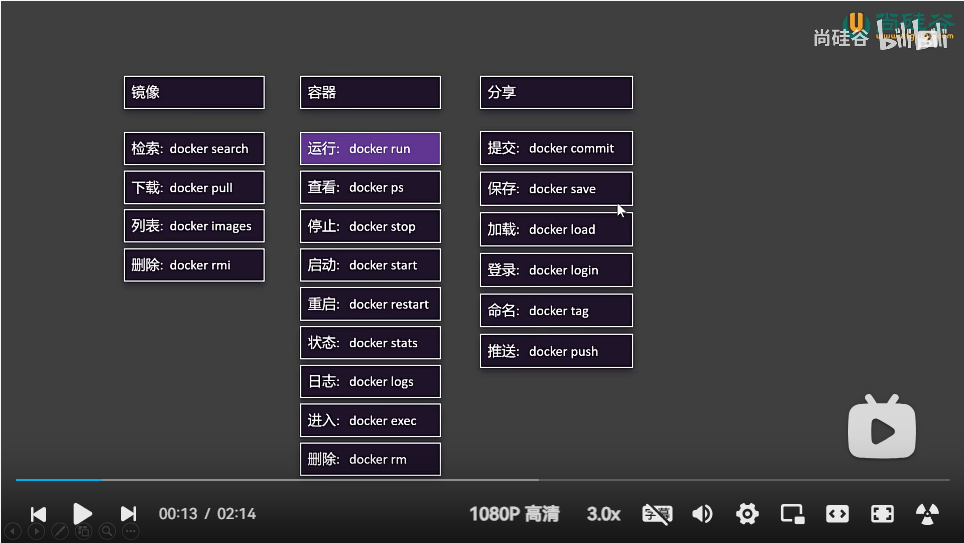 尚硅谷
尚硅谷 bilibili
镜像
检索: docker search
下载: docker pull
列表: docker images
删除: docker rmi
容器
运行: docker run
查看: docker ps
停止: docker stop
启动: docker start
重启: docker restart
状态: docker stats
日志: docker logs
进入: docker exec
删除: docker rm
分享
提交: docker commit
保存: docker save
加载: docker load
登录: docker login
命名: docker tag
推送: docker push
00:13 / 02:14
1080P 高清
3.0x
字幕